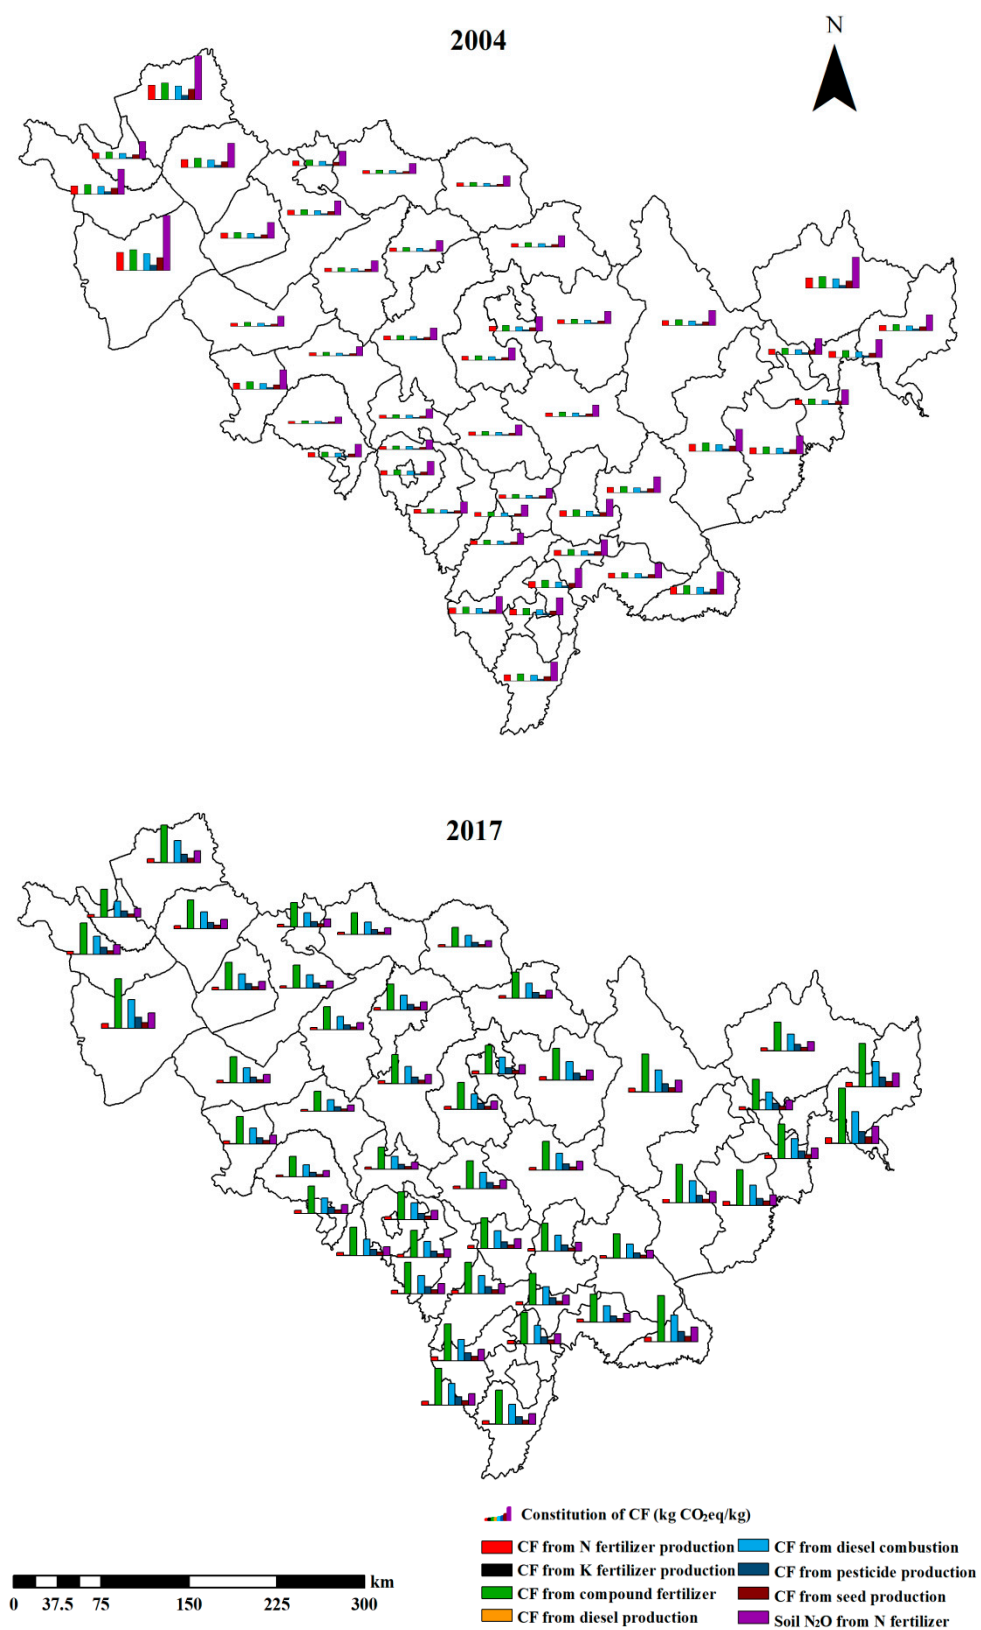 2004
N
2017
Constitution of CF (kg CO₂eq/kg)
CF from N fertilizer production
CF from K fertilizer production
CF from compound fertilizer
CF from diesel production
CF from diesel combustion
CF from pesticide production
CF from seed production
Soil N₂O from N fertilizer
km
0 37.5 75 150 225 300